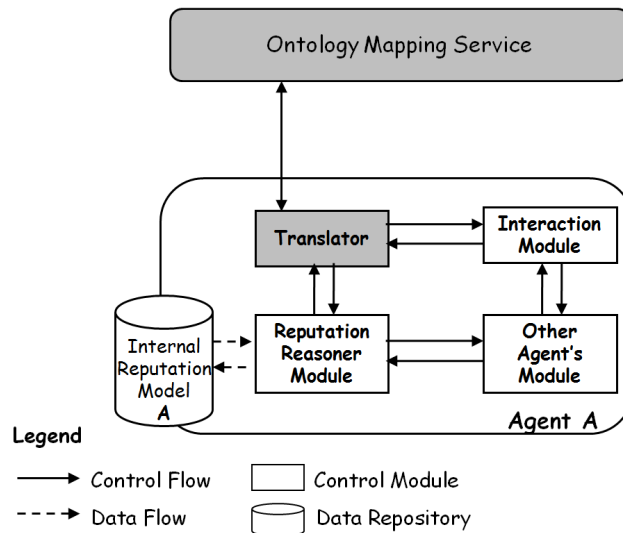 Ontology Mapping Service
Translator
Interaction
Module
Internal
Reputation
Model
A
Reputation
Reasoner
Module
Other
Agent's
Module
Agent A
Legend
Control Flow
Control Module
Data Flow
Data Repository